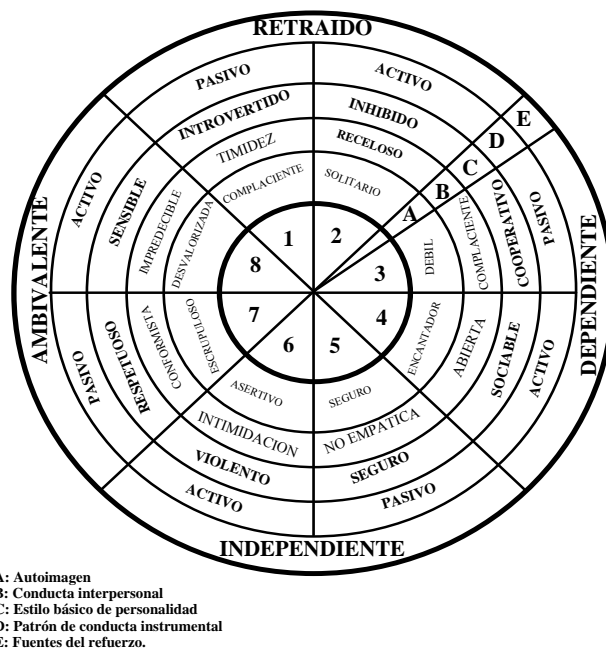 RETRAIDO
PASIVO
ACTIVO
E
INTROVERTIDO
INHIBIDO
D
TIMIDEZ
RECELOSO
C
COMPLACIENTE
SOLITARIO
B
A
AMBIVALENTE
ACTIVO
SENSIBLE
IMPREDECIBLE
DESVALORIZADA
1
2
8
3
7
4
6
5
DEBIL
COMPLACIENTE
COOPERATIVO
PASIVO
DEPENDIENTE
PASIVO
RESPETUOSO
CONFORMISTA
ESCRUPULOSO
ENCANTADOR
ABIERTA
SOCIABLE
ACTIVO
ASERTIVO
SEGURO
INTIMIDACION
NO EMPATICA
VIOLENTO
SEGURO
ACTIVO
PASIVO
INDEPENDIENTE
A: Autoimagen
B: Conducta interpersonal
C: Estilo básico de personalidad
D: Patrón de conducta instrumental
E: Fuentes del refuerzo.